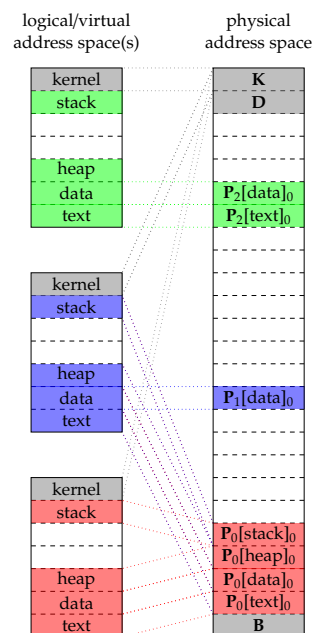 logical/virtual
address space(s)
physical
address space
kernel
stack
heap
data
text
kernel
stack
heap
data
text
kernel
stack
heap
data
text
K
D
P₂[data]₀
P₂[text]₀
P₁[data]₀
P₀[stack]₀
P₀[heap]₀
P₀[data]₀
P₀[text]₀
B